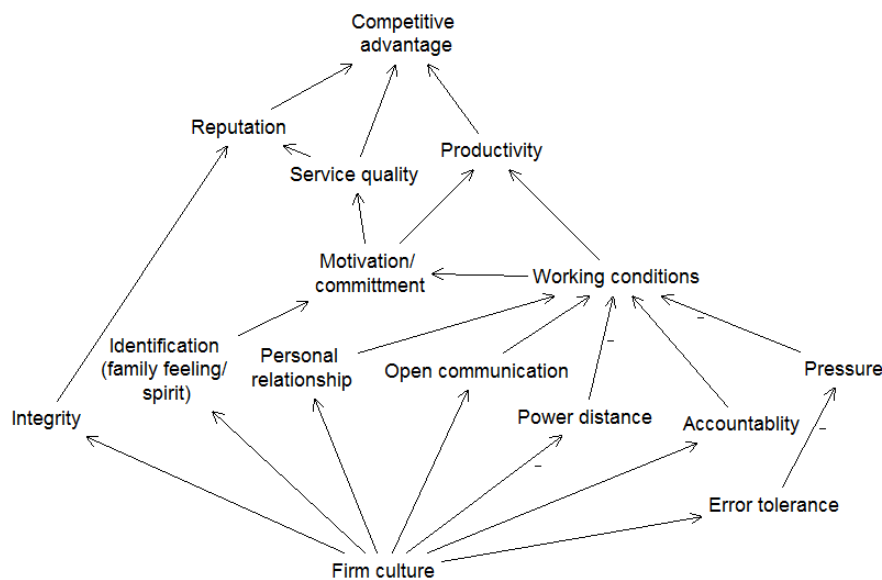 Competitive
advantage
Reputation
Productivity
Service quality
Motivation/
committment
Working conditions
Identification
(family feeling/
spirit)
Personal
relationship
Open communication
Pressure
Integrity
Power distance
Accountablity
Error tolerance
Firm culture
-
-
-
-